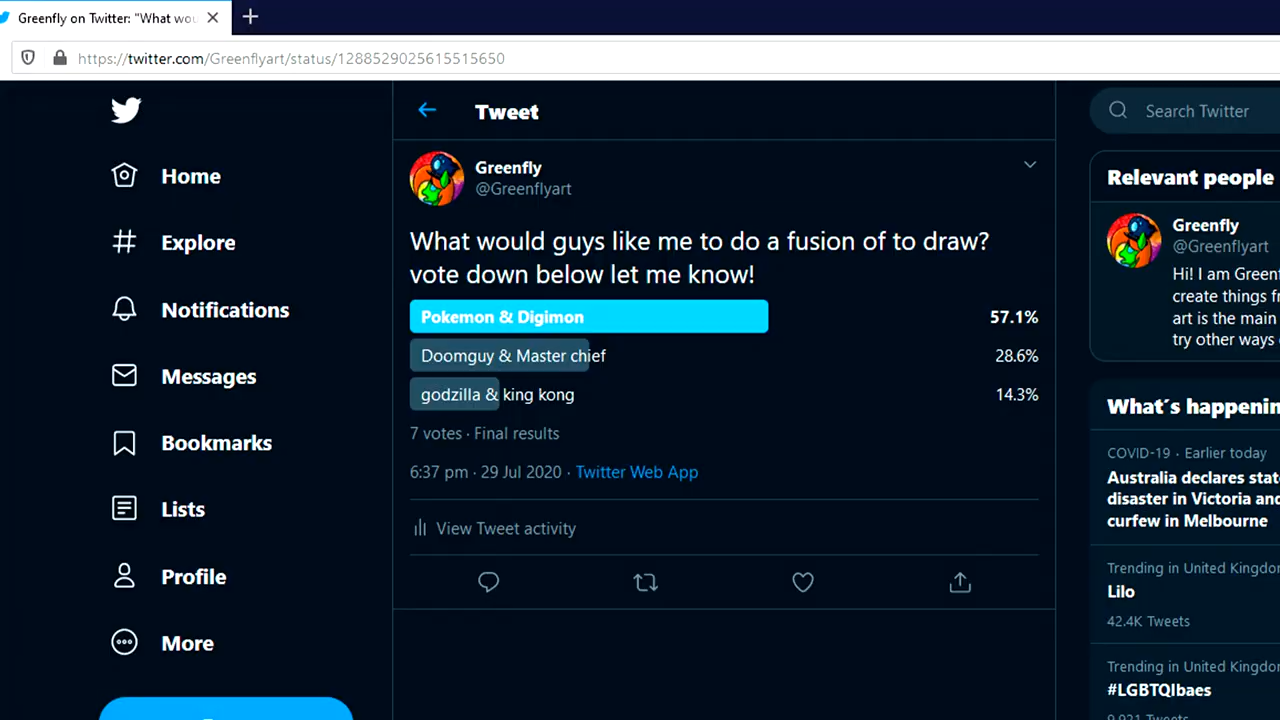 Greenfly on Twitter: "What wou
https://twitter.com/Greenflyart/status/1288529025615515650
Home
Explore
Notifications
Messages
Bookmarks
Lists
Profile
More
Tweet
Greenfly
@Greenflyart
What would guys like me to do a fusion of to draw?
vote down below let me know!
Pokemon & Digimon 57.1%
Doomguy & Master chief 28.6%
godzilla & king kong 14.3%
7 votes · Final results
6:37 pm · 29 Jul 2020 · Twitter Web App
View Tweet activity
Search Twitter
Relevant people
Greenfly
@Greenflyart
Hi! I am Greenf
create things fr
art is the main
try other ways
What´s happenin
COVID-19 · Earlier today
Australia declares stat
disaster in Victoria and
curfew in Melbourne
Trending in United Kingdo
Lilo
42.4K Tweets
Trending in United Kingdo
#LGBTQIbaes
9,921 Tweets